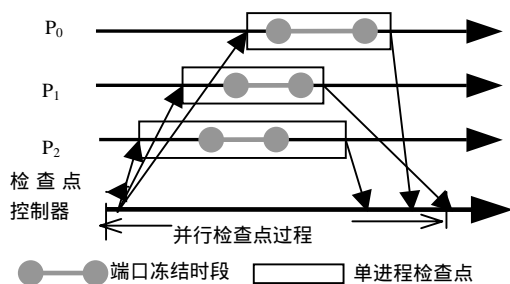 P0
P1
P2
检 查 点
控制器
并行检查点过程
端口冻结时段 单进程检查点